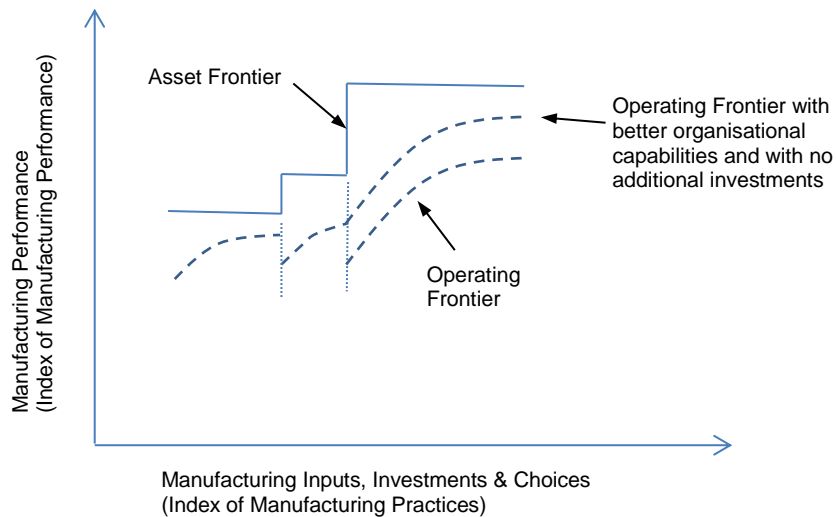 Asset Frontier
Operating Frontier with
better organisational
capabilities and with no
additional investments
Operating
Frontier
Manufacturing Performance
(Index of Manufacturing Performance)
Manufacturing Inputs, Investments & Choices
(Index of Manufacturing Practices)